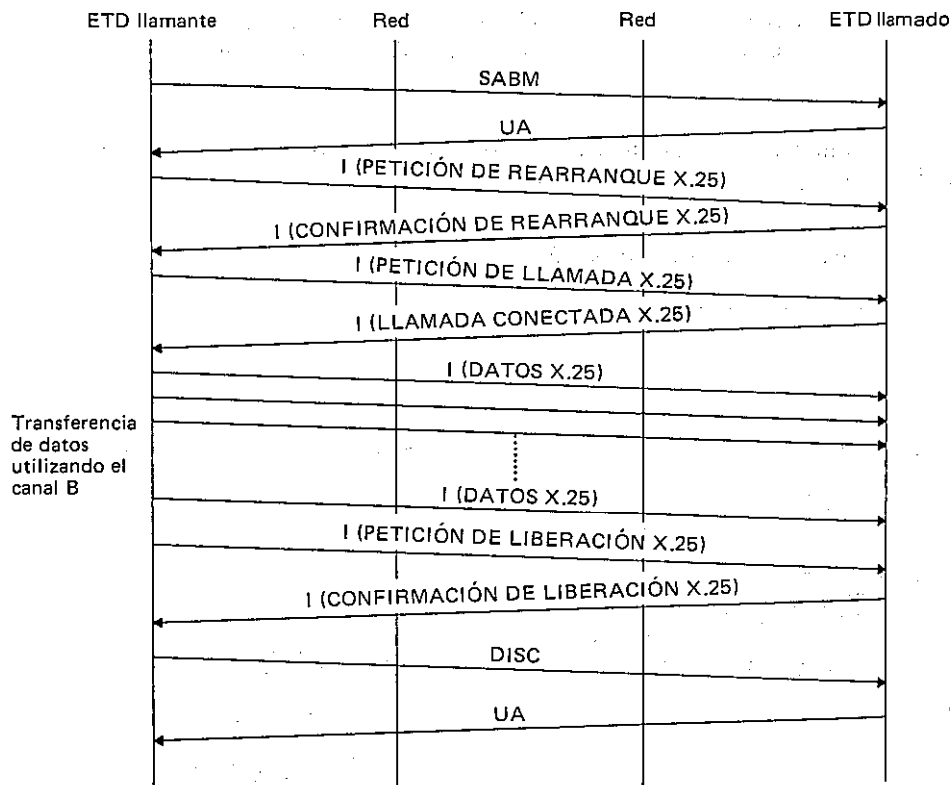 ETD llamante Red Red ETD llamado
SABM
UA
I (PETICIÓN DE REARRANQUE X.25)
I (CONFIRMACIÓN DE REARRANQUE X.25)
I (PETICIÓN DE LLAMADA X.25)
I (LLAMADA CONECTADA X.25)
I (DATOS X.25)
Transferencia
de datos
utilizando el
canal B
I (DATOS X.25)
I (PETICIÓN DE LIBERACIÓN X.25)
I (CONFIRMACIÓN DE LIBERACIÓN X.25)
DISC
UA